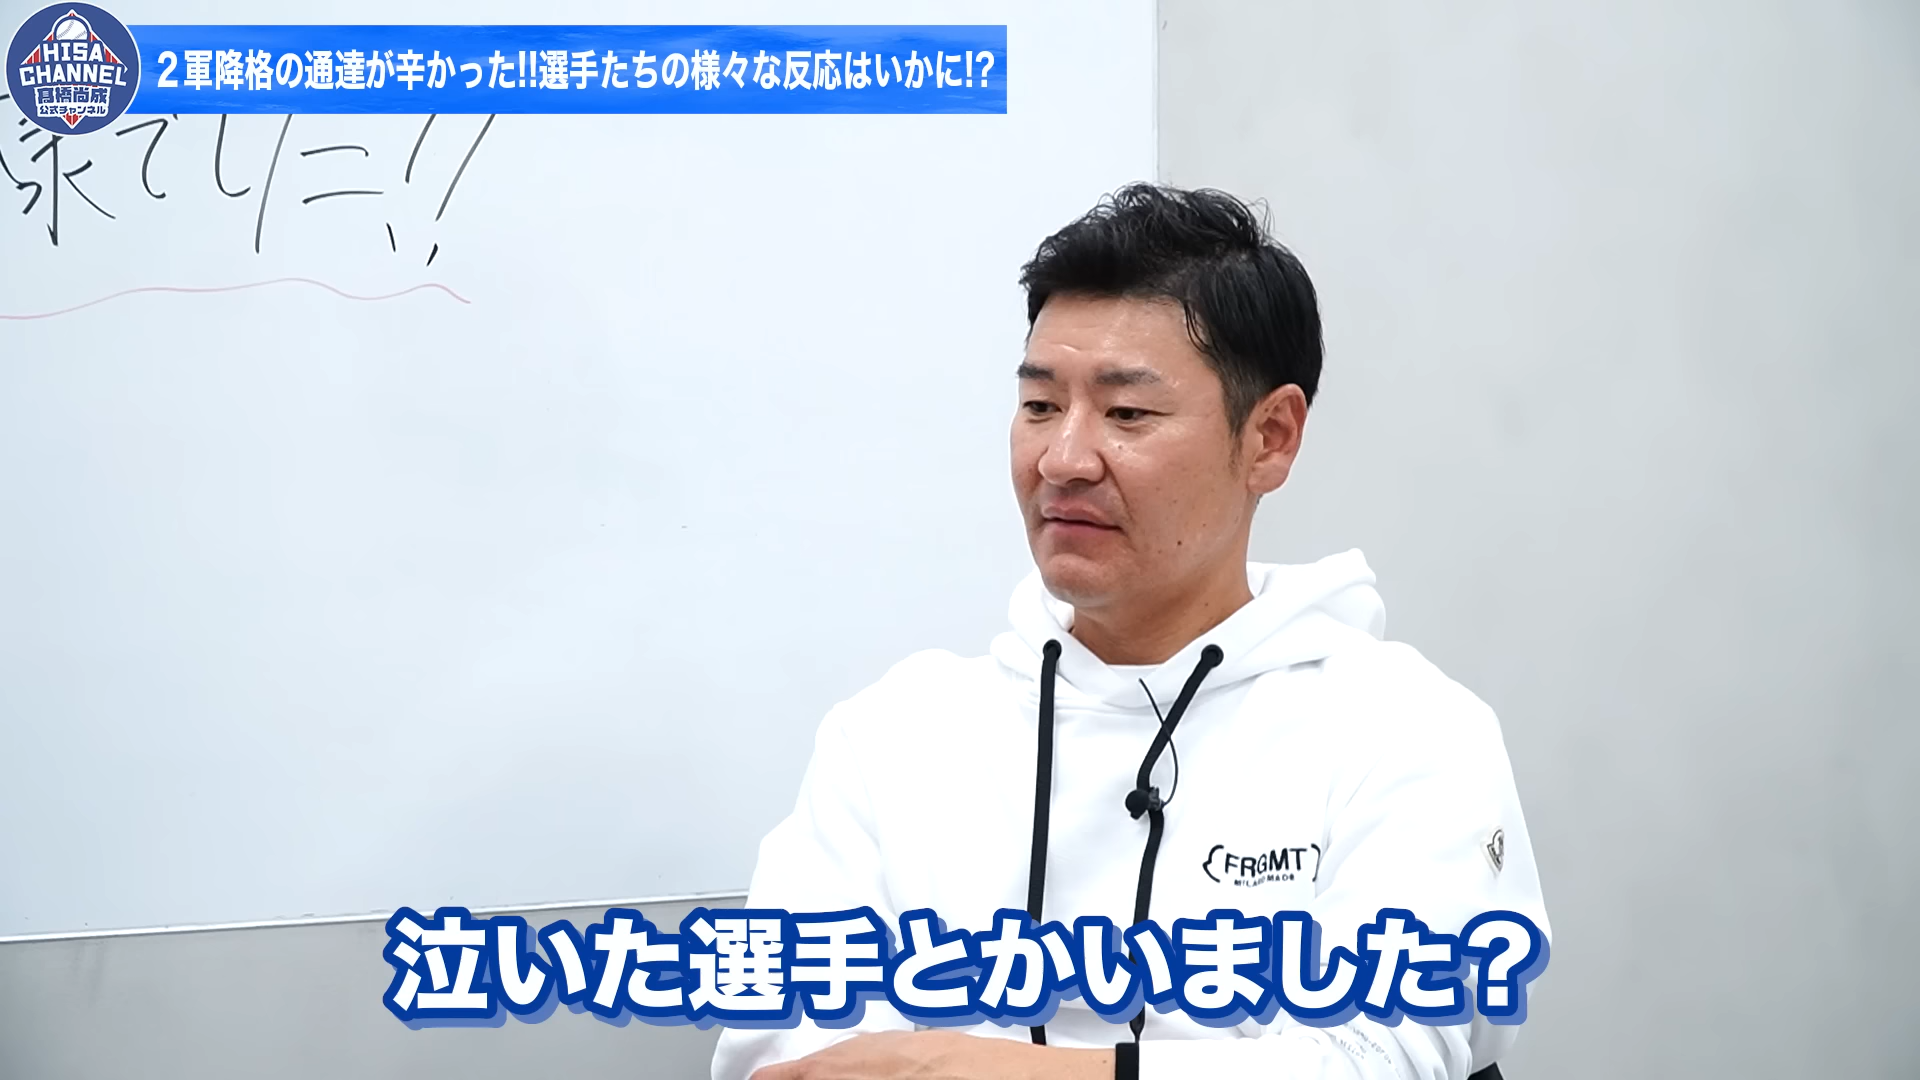 HISA
CHANNEL
髙橋尚成
公式チャンネル
２軍降格の通達が辛かった!!選手たちの様々な反応はいかに!?
様でした!!
FRGMT
泣いた選手とかいました?